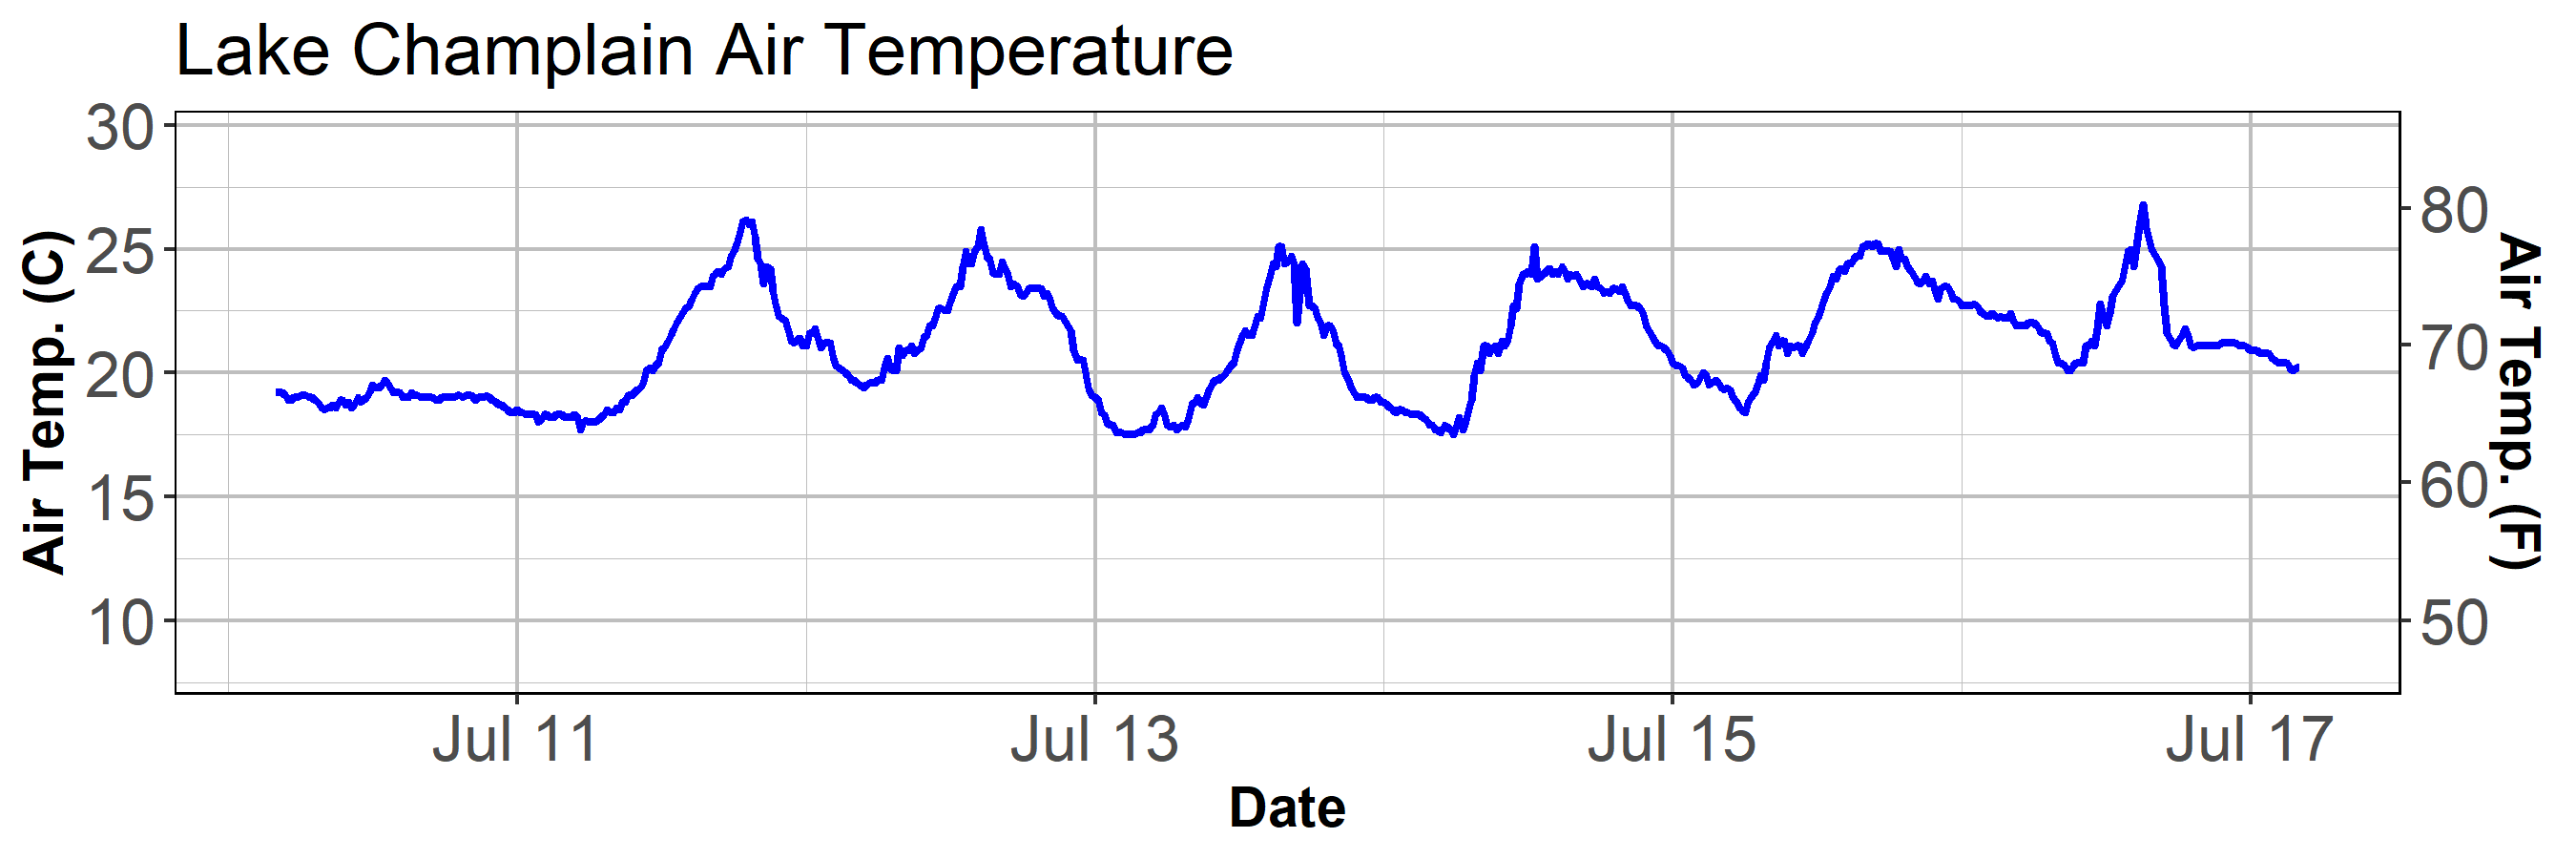 Lake Champlain Air Temperature
30
25
20
15
10
Air Temp. (C)
80
70
60
50
Air Temp. (F)
Jul 11
Jul 13
Jul 15
Jul 17
Date